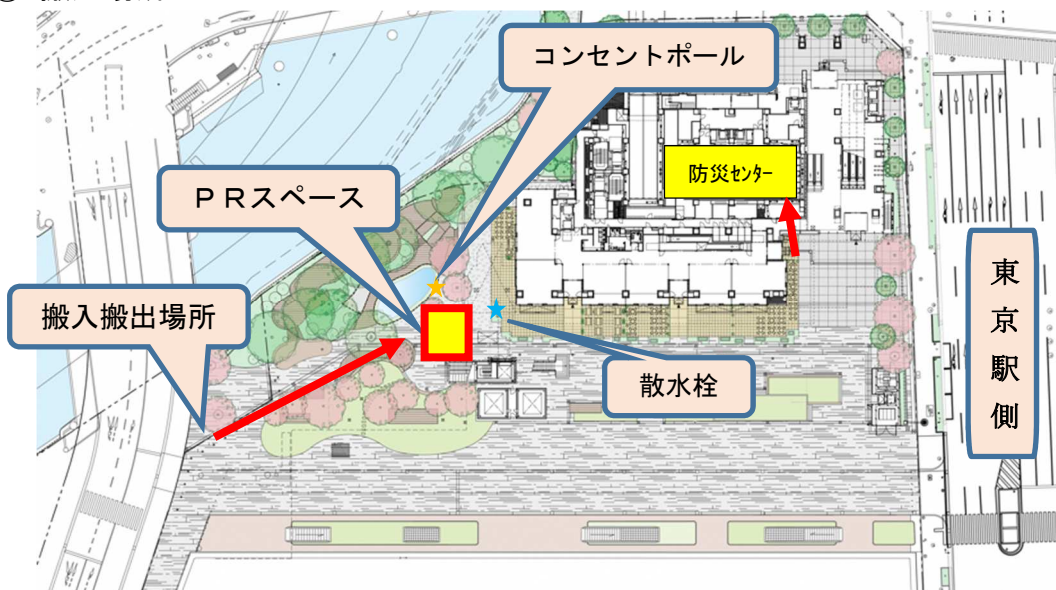 コンセントポール
防災ｾﾝﾀｰ
ＰＲスペース
東京駅側
搬入搬出場所
散水栓